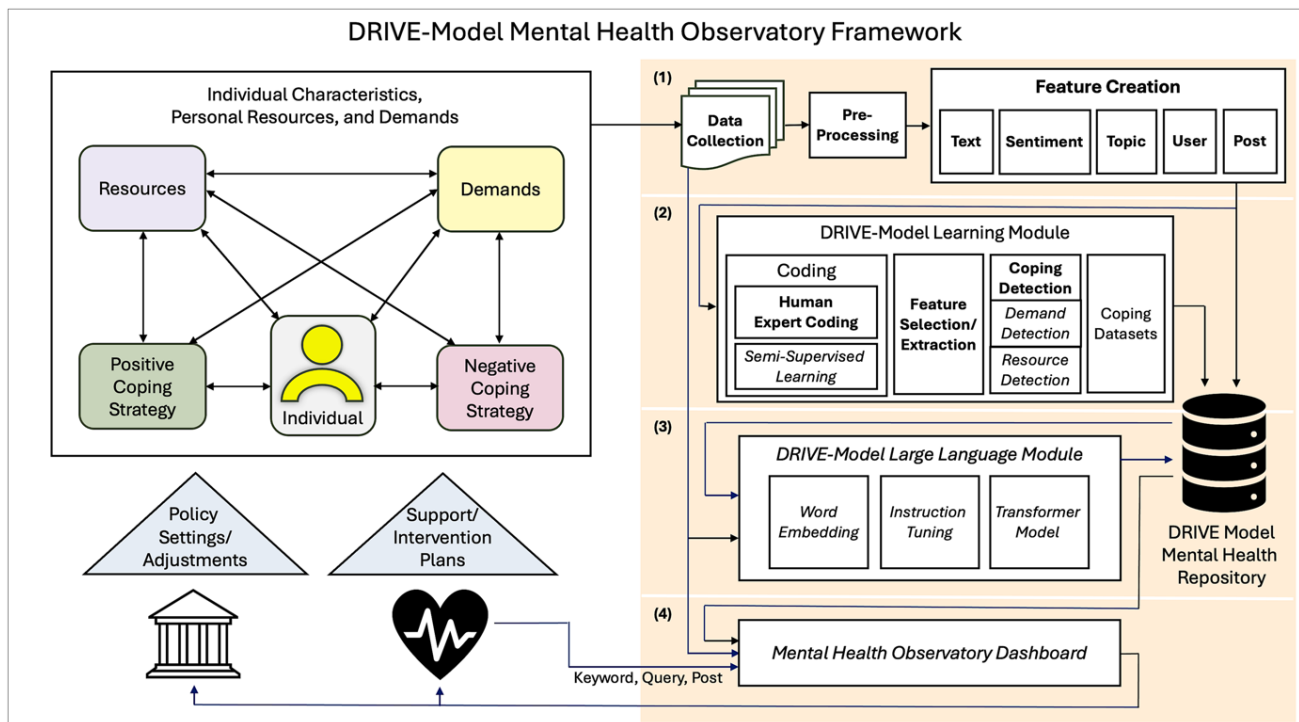 DRIVE-Model Mental Health Observatory Framework
Individual Characteristics,
Personal Resources, and Demands
Resources
Demands
Positive
Coping
Strategy
Individual
Negative
Coping
Strategy
Policy
Settings/
Adjustments
Support/
Intervention
Plans
(1)
Data
Collection
Pre-
Processing
Feature Creation
Text
Sentiment
Topic
User
Post
(2)
DRIVE-Model Learning Module
Coding
Human
Expert Coding
Semi-Supervised
Learning
Feature
Selection/
Extraction
Coping
Detection
Demand
Detection
Resource
Detection
Coping
Datasets
(3)
DRIVE-Model Large Language Module
Word
Embedding
Instruction
Tuning
Transformer
Model
DRIVE Model
Mental Health
Repository
(4)
Mental Health Observatory Dashboard
Keyword, Query, Post